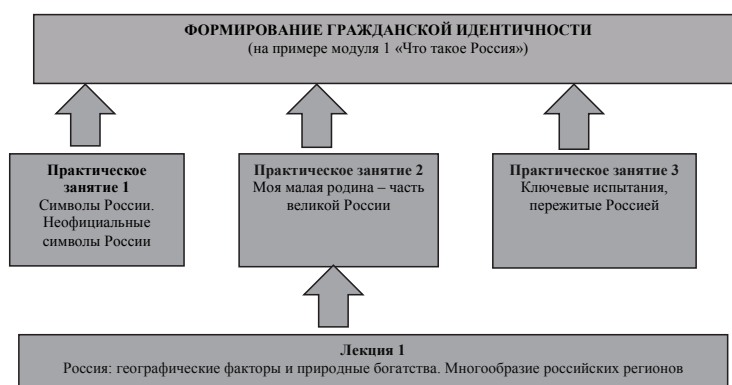 ФОРМИРОВАНИЕ ГРАЖДАНСКОЙ ИДЕНТИЧНОСТИ
(на примере модуля 1 «Что такое Россия»)
Практическое
занятие 1
Символы России.
Неофициальные
символы России
Практическое занятие 2
Моя малая родина – часть
великой России
Практическое занятие 3
Ключевые испытания,
пережитые Россией
Лекция 1
Россия: географические факторы и природные богатства. Многообразие российских регионов